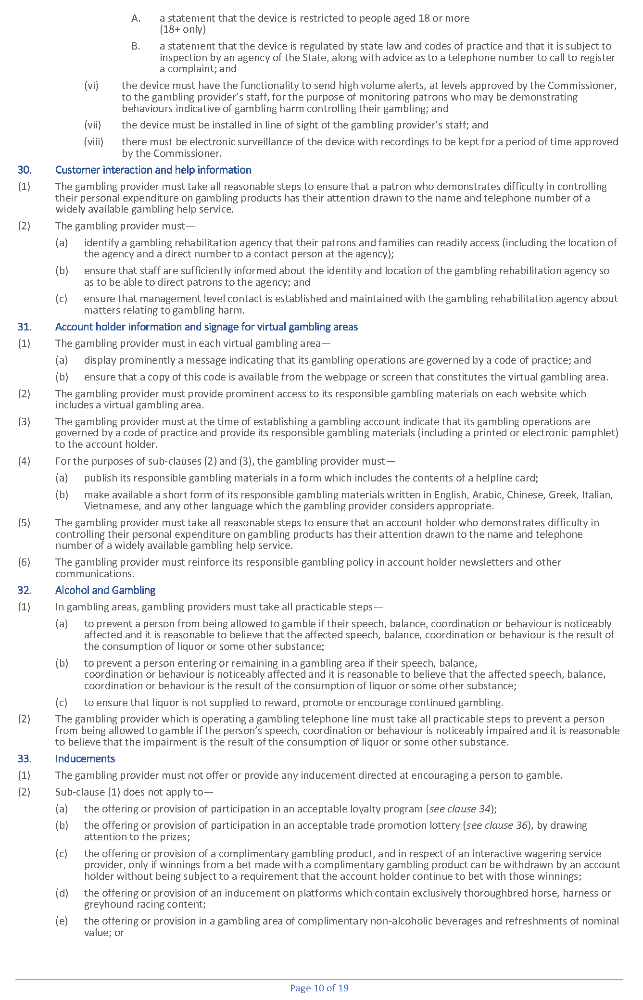 A. a statement that the device is restricted to people aged 18 or more
(18+ only)
B. a statement that the device is regulated by state law and codes of practice and that it is subject to
inspection by an agency of the State, along with advice as to a telephone number to call to register
a complaint; and
(vi) the device must have the functionality to send high volume alerts, at levels approved by the Commissioner,
to the gambling provider’s staff, for the purpose of monitoring patrons who may be demonstrating
behaviours indicative of gambling harm controlling their gambling; and
(vii) the device must be installed in line of sight of the gambling provider’s staff; and
(viii) there must be electronic surveillance of the device with recordings to be kept for a period of time approved
by the Commissioner.
30. Customer interaction and help information
(1) The gambling provider must take all reasonable steps to ensure that a patron who demonstrates difficulty in controlling
their personal expenditure on gambling products has their attention drawn to the name and telephone number of a
widely available gambling help service.
(2) The gambling provider must—
(a) identify a gambling rehabilitation agency that their patrons and families can readily access (including the location of
the agency and a direct number to a contact person at the agency);
(b) ensure that staff are sufficiently informed about the identity and location of the gambling rehabilitation agency so
as to be able to direct patrons to the agency; and
(c) ensure that management level contact is established and maintained with the gambling rehabilitation agency about
matters relating to gambling harm.
31. Account holder information and signage for virtual gambling areas
(1) The gambling provider must in each virtual gambling area—
(a) display prominently a message indicating that its gambling operations are governed by a code of practice; and
(b) ensure that a copy of this code is available from the webpage or screen that constitutes the virtual gambling area.
(2) The gambling provider must provide prominent access to its responsible gambling materials on each website which
includes a virtual gambling area.
(3) The gambling provider must at the time of establishing a gambling account indicate that its gambling operations are
governed by a code of practice and provide its responsible gambling materials (including a printed or electronic pamphlet)
to the account holder.
(4) For the purposes of sub-clauses (2) and (3), the gambling provider must—
(a) publish its responsible gambling materials in a form which includes the contents of a helpline card;
(b) make available a short form of its responsible gambling materials written in English, Arabic, Chinese, Greek, Italian,
Vietnamese, and any other language which the gambling provider considers appropriate.
(5) The gambling provider must take all reasonable steps to ensure that an account holder who demonstrates difficulty in
controlling their personal expenditure on gambling products has their attention drawn to the name and telephone
number of a widely available gambling help service.
(6) The gambling provider must reinforce its responsible gambling policy in account holder newsletters and other
communications.
32. Alcohol and Gambling
(1) In gambling areas, gambling providers must take all practicable steps—
(a) to prevent a person from being allowed to gamble if their speech, balance, coordination or behaviour is noticeably
affected and it is reasonable to believe that the affected speech, balance, coordination or behaviour is the result of
the consumption of liquor or some other substance;
(b) to prevent a person entering or remaining in a gambling area if their speech, balance,
coordination or behaviour is noticeably affected and it is reasonable to believe that the affected speech, balance,
coordination or behaviour is the result of the consumption of liquor or some other substance;
(c) to ensure that liquor is not supplied to reward, promote or encourage continued gambling.
(2) The gambling provider which is operating a gambling telephone line must take all practicable steps to prevent a person
from being allowed to gamble if the person’s speech, coordination or behaviour is noticeably impaired and it is reasonable
to believe that the impairment is the result of the consumption of liquor or some other substance.
33. Inducements
(1) The gambling provider must not offer or provide any inducement directed at encouraging a person to gamble.
(2) Sub-clause (1) does not apply to—
(a) the offering or provision of participation in an acceptable loyalty program (see clause 34);
(b) the offering or provision of participation in an acceptable trade promotion lottery (see clause 36), by drawing
attention to the prizes;
(c) the offering or provision of a complimentary gambling product, and in respect of an interactive wagering service
provider, only if winnings from a bet made with a complimentary gambling product can be withdrawn by an account
holder without being subject to a requirement that the account holder continue to bet with those winnings;
(d) the offering or provision of an inducement on platforms which contain exclusively thoroughbred horse, harness or
greyhound racing content;
(e) the offering or provision in a gambling area of complimentary non-alcoholic beverages and refreshments of nominal
value; or
Page 10 of 19